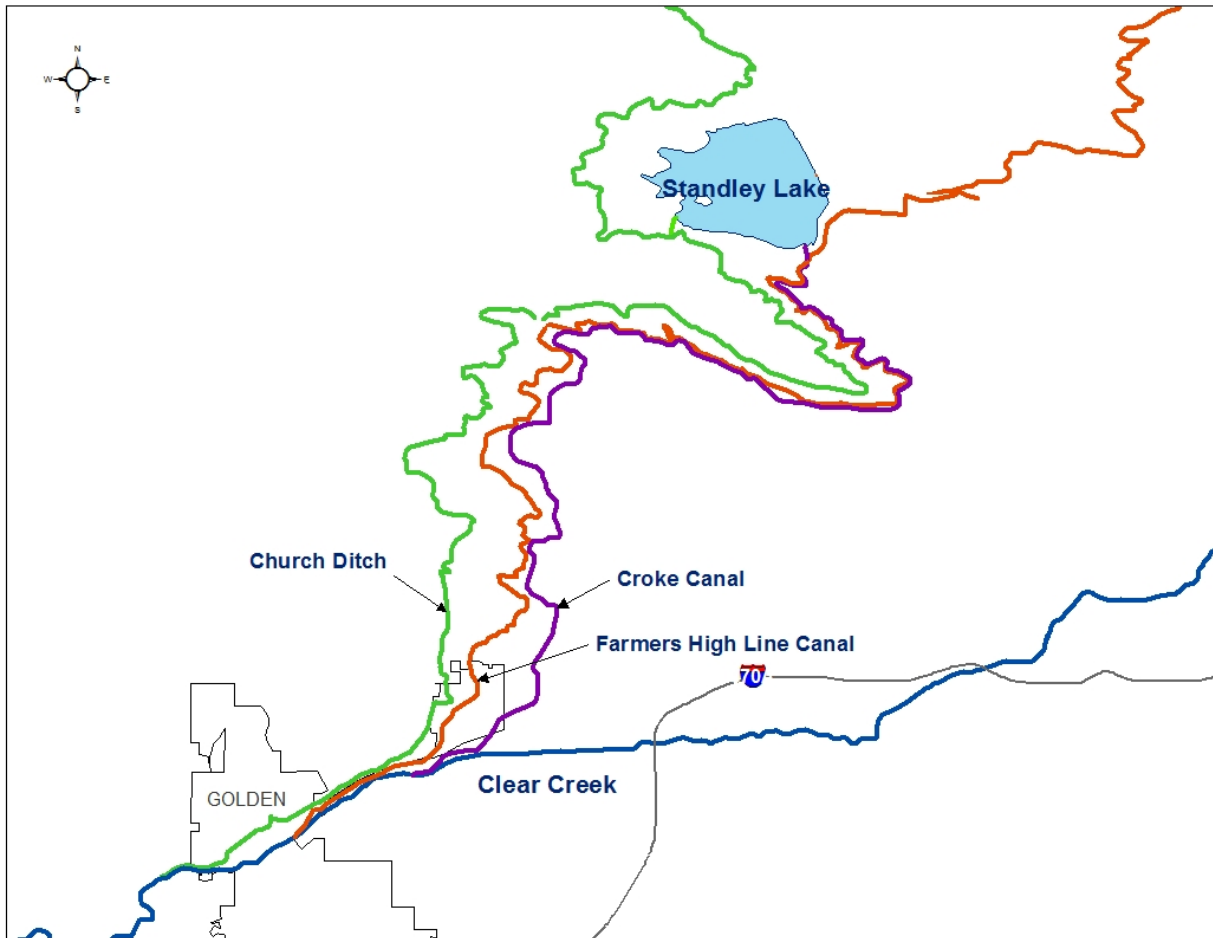 N
W E
S
Standley Lake
Church Ditch
Croke Canal
Farmers High Line Canal
70
Clear Creek
GOLDEN